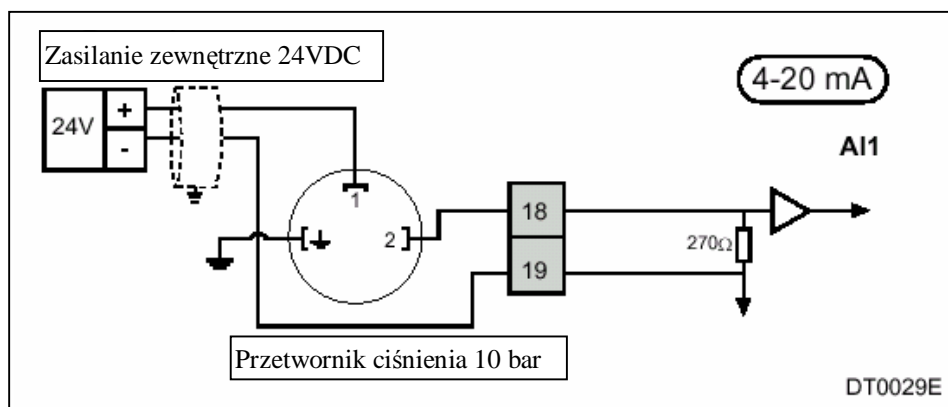 Zasilanie zewnętrzne 24VDC
4-20 mA
24V
+
-
AI1
1
2
18
19
270Ω
Przetwornik ciśnienia 10 bar
DT0029E